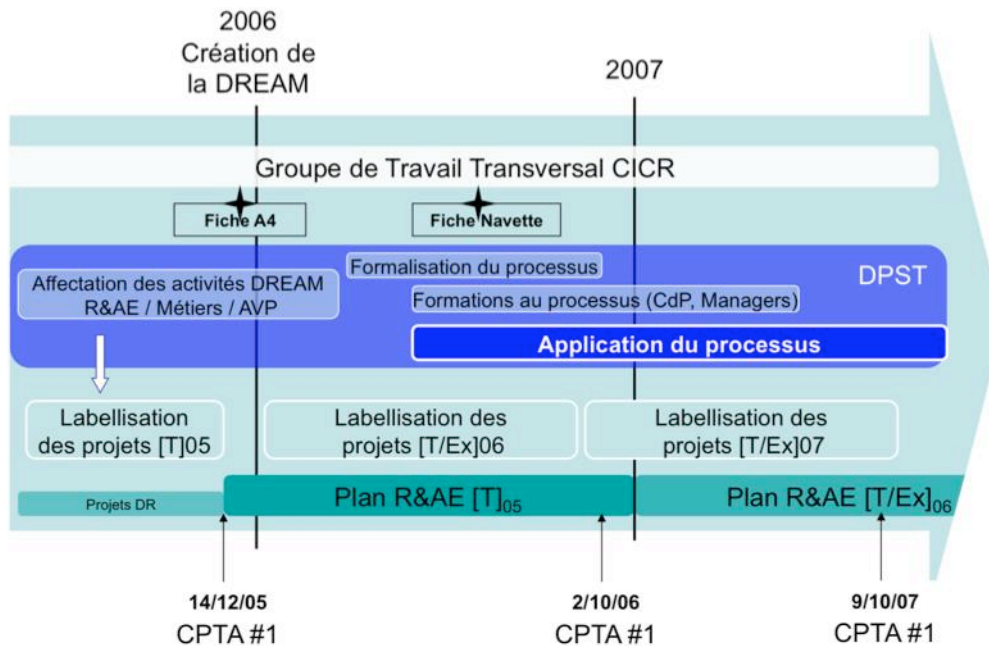 2006
Création de
la DREAM
2007
Groupe de Travail Transversal CICR
Fiche A4
Fiche Navette
Affectation des activités DREAM
R&AE / Métiers / AVP
Formalisation du processus
DPST
Formations au processus (CdP, Managers)
Application du processus
Labellisation
des projets [T]05
Labellisation des
projets [T/Ex]06
Labellisation des
projets [T/Ex]07
Projets DR
Plan R&AE [T]05
Plan R&AE [T/Ex]06
14/12/05
CPTA #1
2/10/06
CPTA #1
9/10/07
CPTA #1